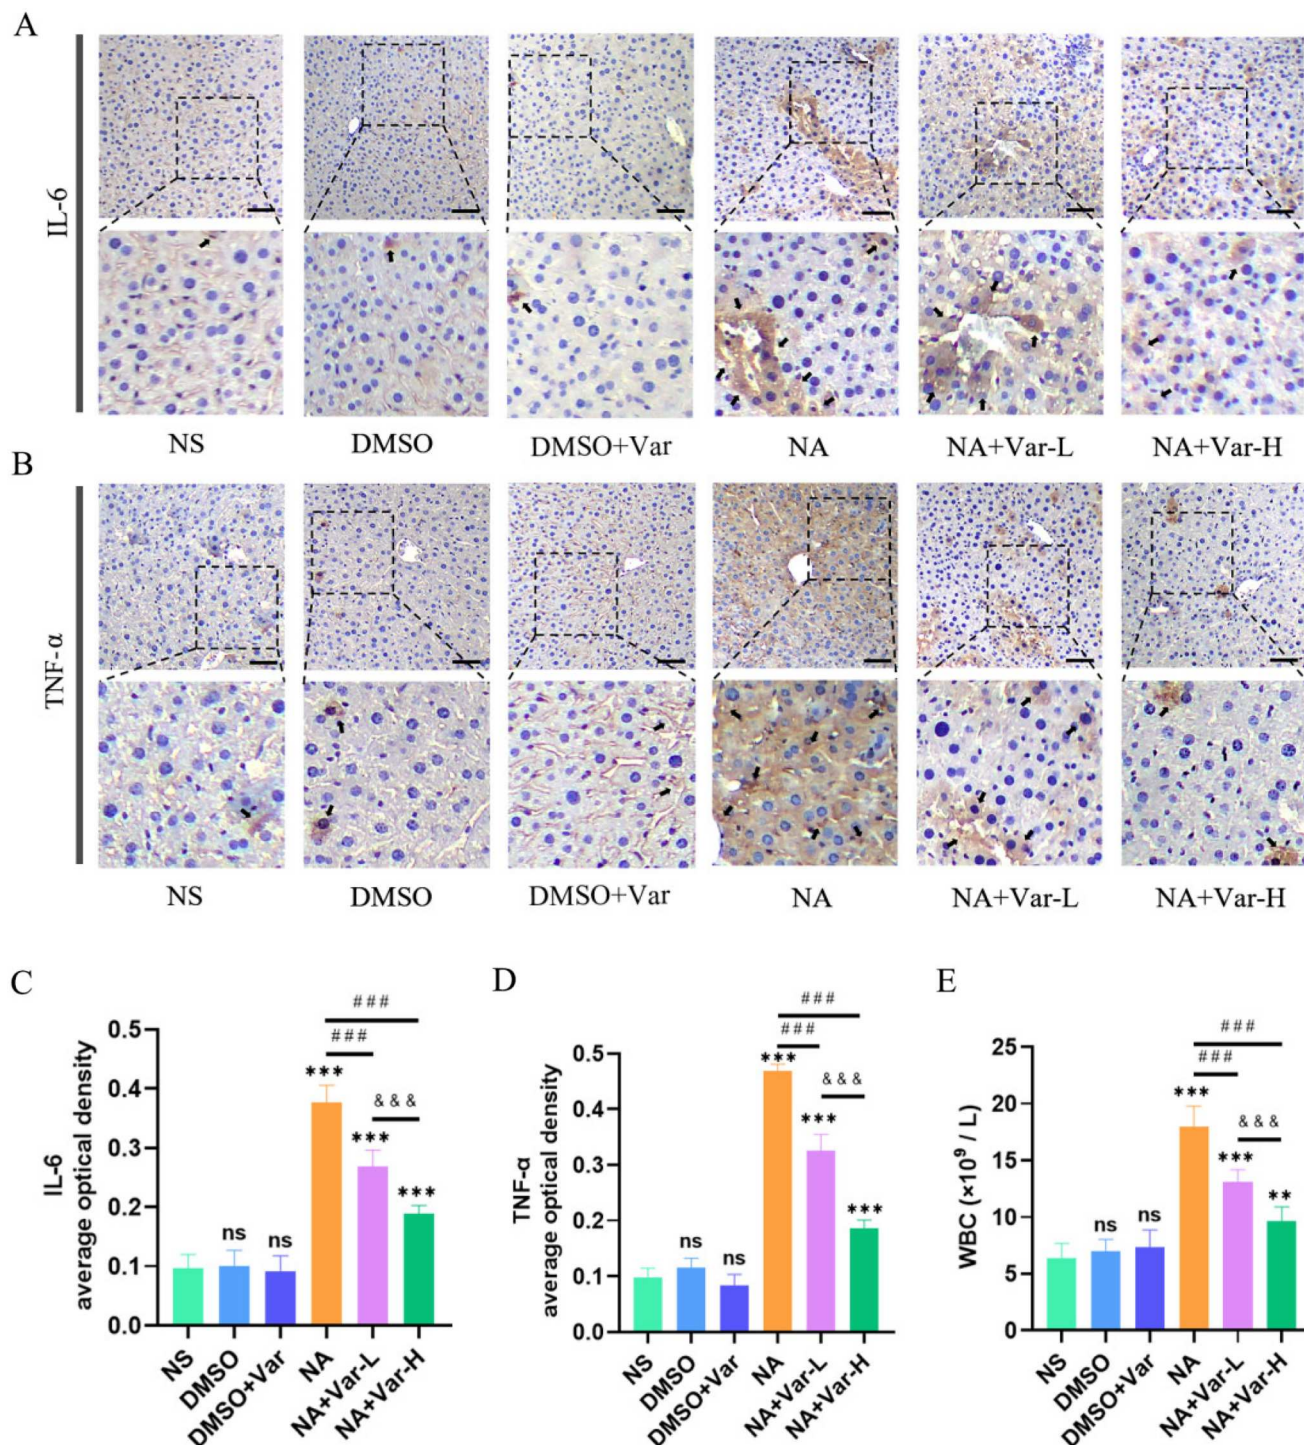 A
IL-6
NS DMSO DMSO+Var NA NA+Var-L NA+Var-H
B
TNF-α
NS DMSO DMSO+Var NA NA+Var-L NA+Var-H
C
###
###
0.5
***
0.4
&&&
***
0.3
***
0.2
ns ns
0.1
0.0
IL-6
average optical density
NS DMSO DMSO+Var NA NA+Var-L NA+Var-H
D
###
###
0.5
***
&&&
0.4
***
0.3
***
0.2
ns ns
0.1
0.0
TNF-α
average optical density
NS DMSO DMSO+Var NA NA+Var-L NA+Var-H
E
###
25
###
20
***
&&&
15
***
**
10
ns ns
5
0
WBC (×10⁹ / L)
NS DMSO DMSO+Var NA NA+Var-L NA+Var-H